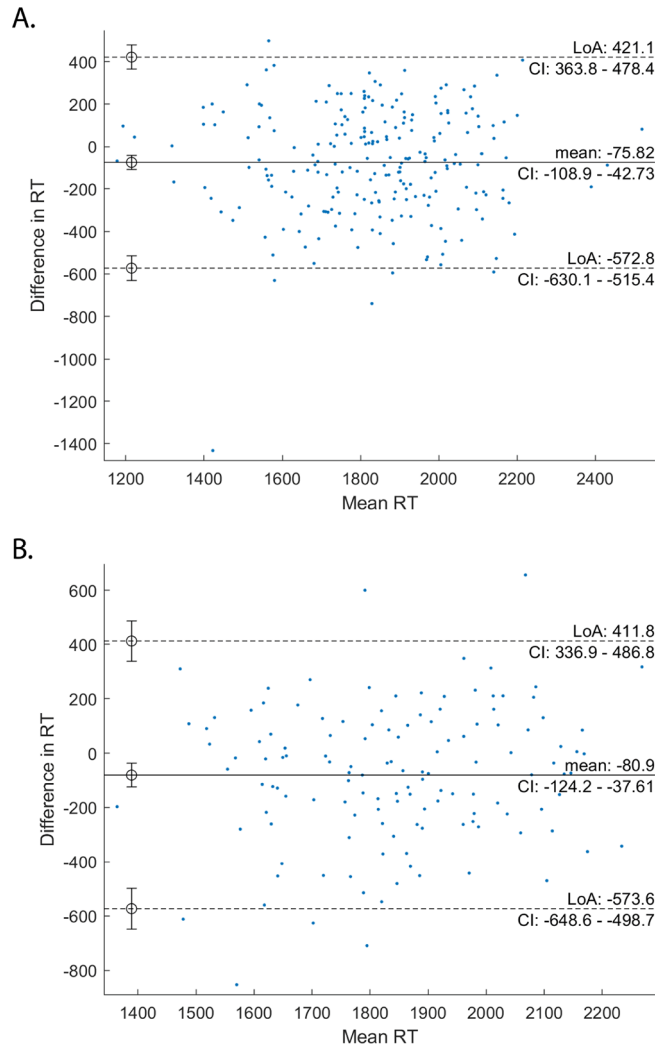 A.
LoA: 421.1
400
CI: 363.8 - 478.4
200
0
mean: -75.82
CI: -108.9 - -42.73
-200
-400
LoA: -572.8
-600
CI: -630.1 - -515.4
-800
-1000
-1200
-1400
Difference in RT
1200 1400 1600 1800 2000 2200 2400
Mean RT
B.
600
LoA: 411.8
400
CI: 336.9 - 486.8
200
0
mean: -80.9
CI: -124.2 - -37.61
-200
-400
LoA: -573.6
-600
CI: -648.6 - -498.7
-800
Difference in RT
1400 1500 1600 1700 1800 1900 2000 2100 2200
Mean RT